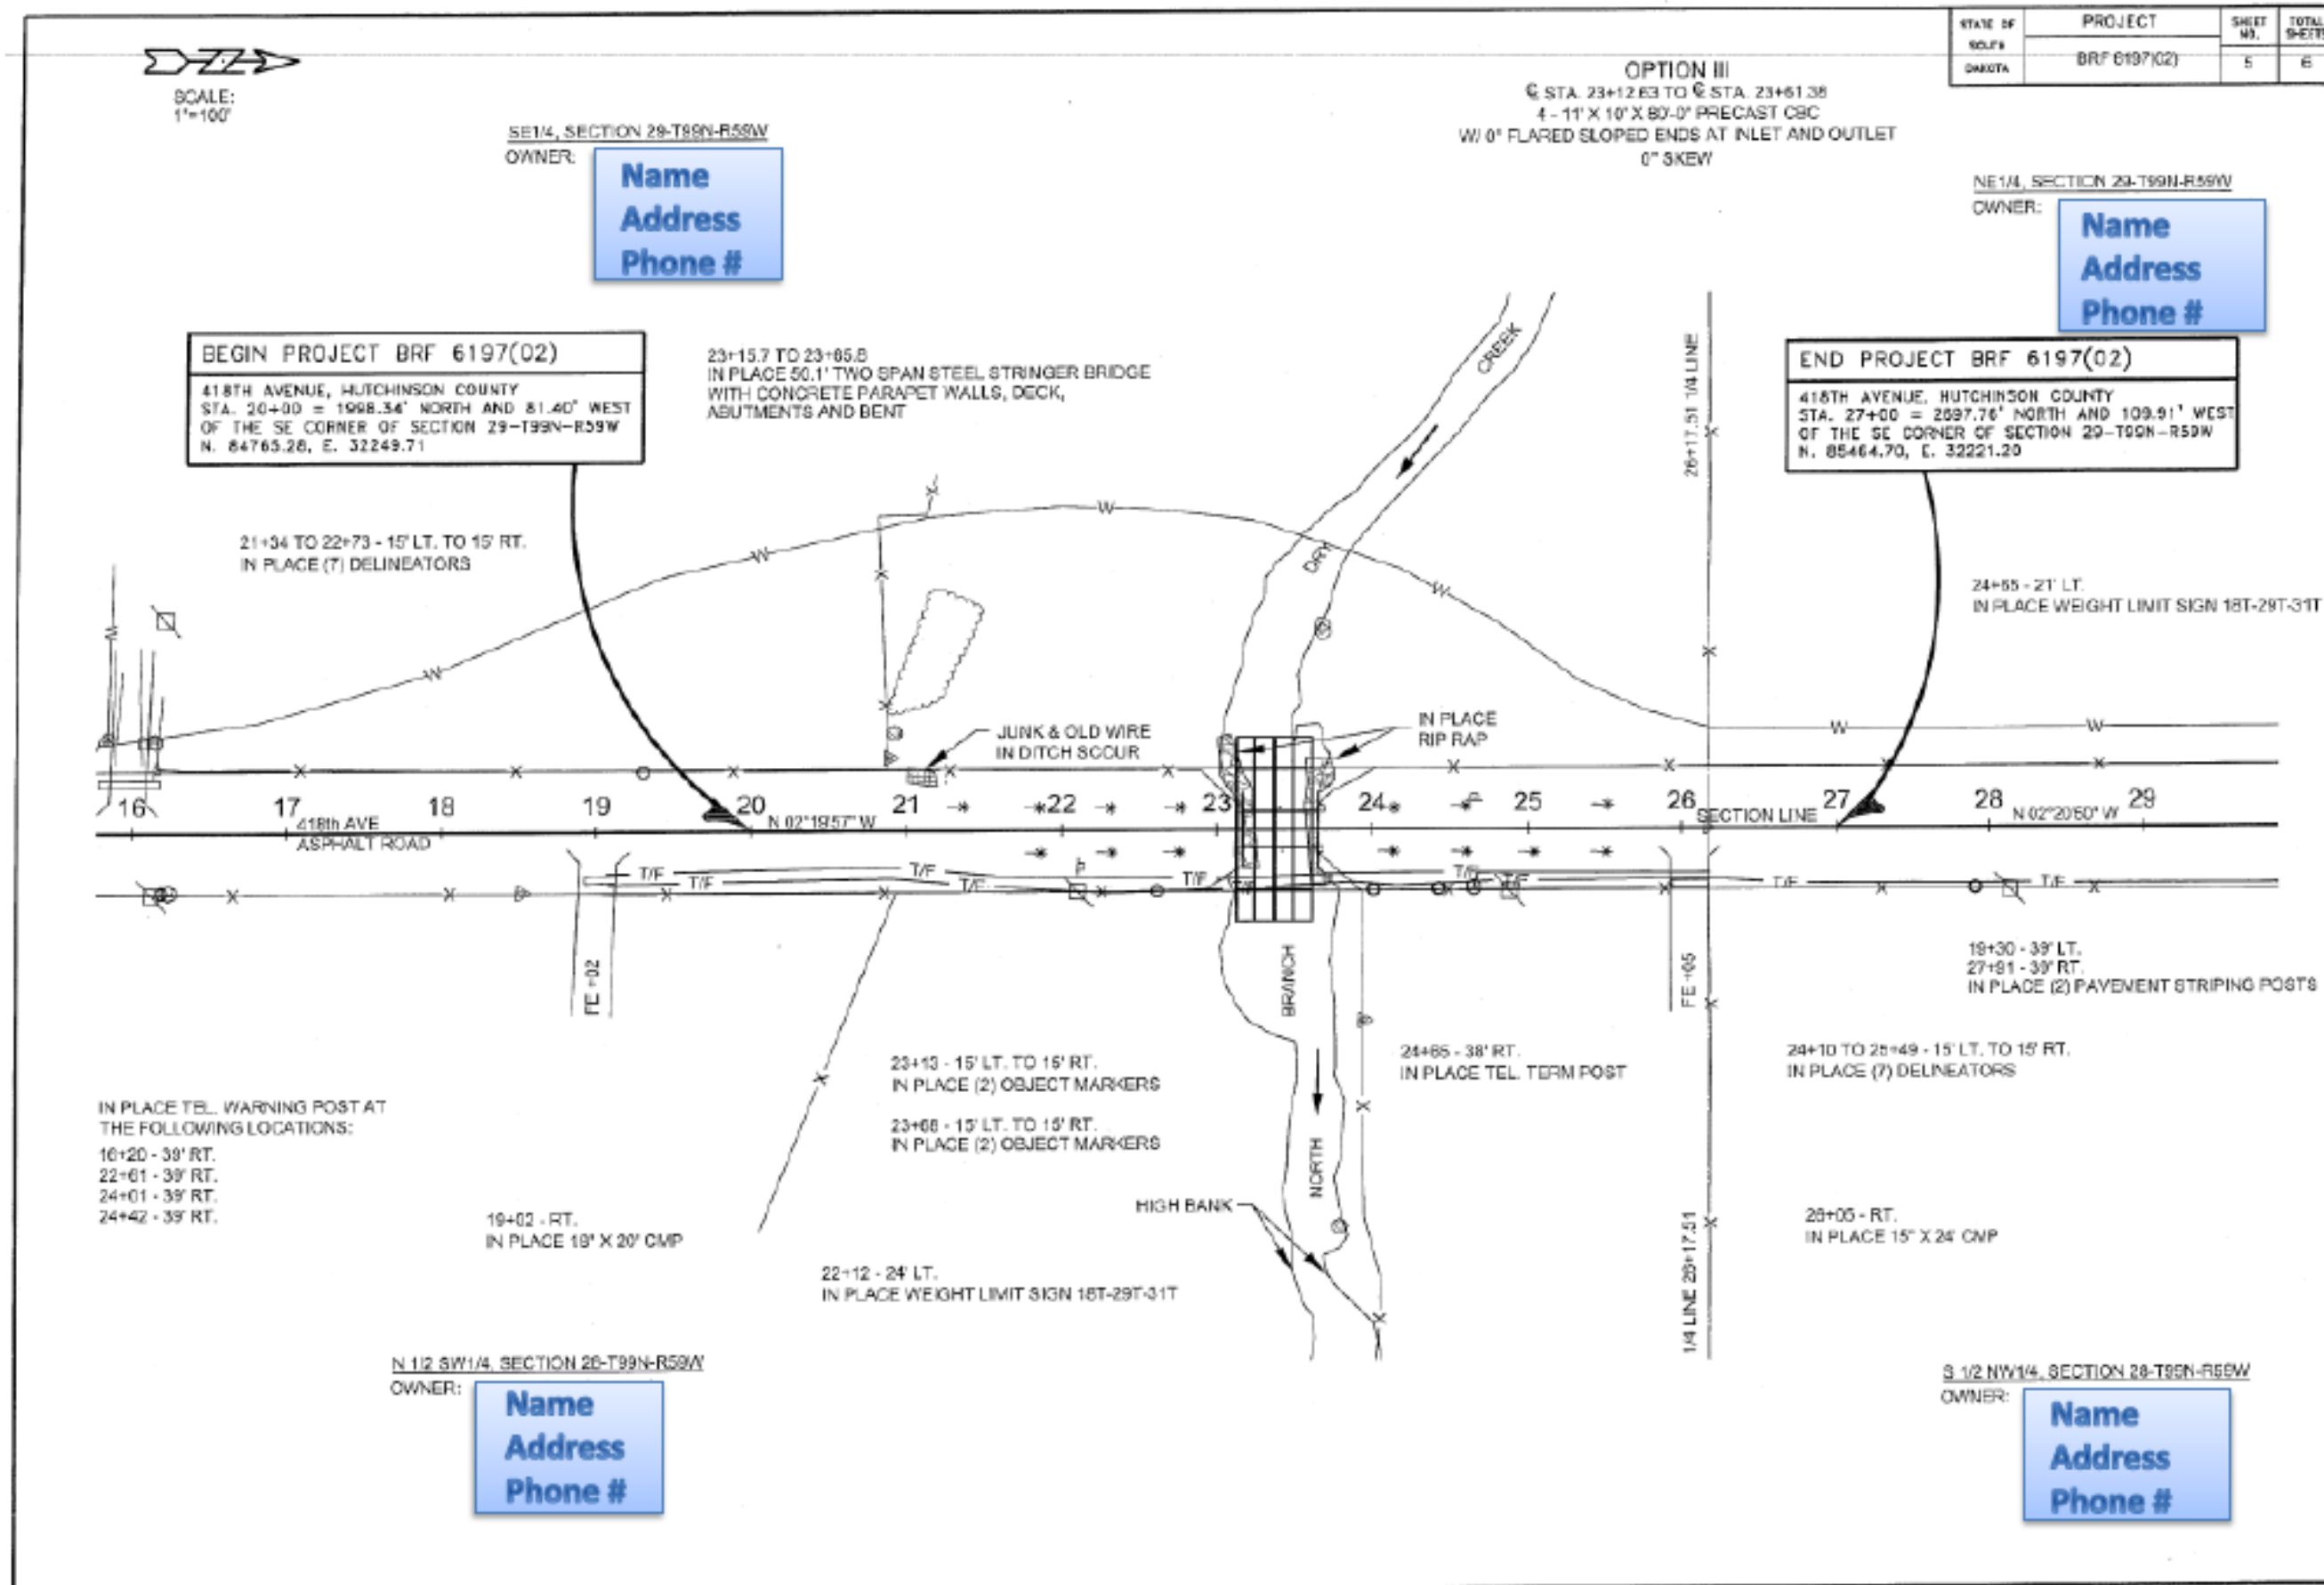 STATE OF SOUTH DAKOTA
PROJECT
BRF 6197(02)
SHEET NO.
5
TOTAL SHEETS
6
SCALE:
1"=100'
OPTION III
℄ STA. 23+12.63 TO ℄ STA. 23+61.38
4 - 11' X 10' X 80'-0" PRECAST CBC
W/ 0° FLARED SLOPED ENDS AT INLET AND OUTLET
0° SKEW
SE1/4, SECTION 29-T99N-R59W
OWNER:
Name
Address
Phone #
NE1/4, SECTION 29-T99N-R59W
OWNER:
Name
Address
Phone #
BEGIN PROJECT BRF 6197(02)
418TH AVENUE, HUTCHINSON COUNTY
STA. 20+00 = 1998.34' NORTH AND 81.40' WEST
OF THE SE CORNER OF SECTION 29-T99N-R59W
N. 84765.28, E. 32249.71
23+15.7 TO 23+65.8
IN PLACE 50.1' TWO SPAN STEEL STRINGER BRIDGE
WITH CONCRETE PARAPET WALLS, DECK,
ABUTMENTS AND BENT
CREEK
DRY
26+17.51 1/4 LINE
END PROJECT BRF 6197(02)
418TH AVENUE, HUTCHINSON COUNTY
STA. 27+00 = 2697.76' NORTH AND 109.91' WEST
OF THE SE CORNER OF SECTION 29-T99N-R59W
N. 85464.70, E. 32221.20
21+34 TO 22+73 - 15' LT. TO 15' RT.
IN PLACE (7) DELINEATORS
24+65 - 21' LT.
IN PLACE WEIGHT LIMIT SIGN 18T-29T-31T
W W W W W W W
JUNK & OLD WIRE
IN DITCH SCOUR
IN PLACE
RIP RAP
16 17 18 19 20 21 22 23 24 25 26 27 28 29
418th AVE
ASPHALT ROAD
N 02°19'57" W
SECTION LINE
N 02°20'50" W
T/F T/F T/F T/F T/F T/F T/F T/F T/F
FE +02
BRANCH
NORTH
FE +05
19+30 - 39' LT.
27+91 - 39' RT.
IN PLACE (2) PAVEMENT STRIPING POSTS
23+13 - 15' LT. TO 15' RT.
IN PLACE (2) OBJECT MARKERS
23+68 - 15' LT. TO 15' RT.
IN PLACE (2) OBJECT MARKERS
24+65 - 38' RT.
IN PLACE TEL. TERM POST
24+10 TO 25+49 - 15' LT. TO 15' RT.
IN PLACE (7) DELINEATORS
IN PLACE TEL. WARNING POST AT
THE FOLLOWING LOCATIONS:
16+20 - 39' RT.
22+61 - 39' RT.
24+01 - 39' RT.
24+42 - 39' RT.
19+02 - RT.
IN PLACE 18" X 20' CMP
HIGH BANK
22+12 - 24' LT.
IN PLACE WEIGHT LIMIT SIGN 18T-29T-31T
26+05 - RT.
IN PLACE 15" X 24' CMP
1/4 LINE 26+17.51
N 1/2 SW1/4, SECTION 28-T99N-R59W
OWNER:
Name
Address
Phone #
S 1/2 NW1/4, SECTION 28-T99N-R59W
OWNER:
Name
Address
Phone #